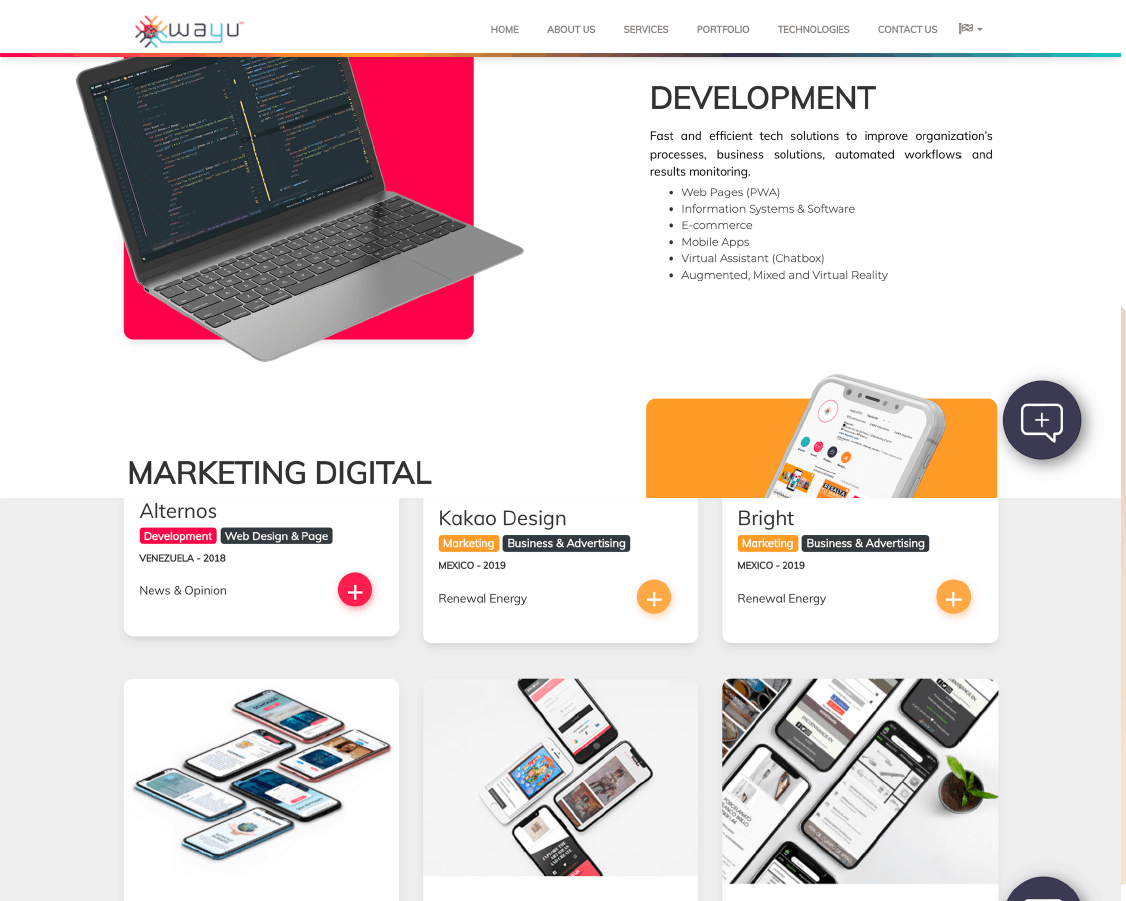 wayu
HOME ABOUT US SERVICES PORTFOLIO TECHNOLOGIES CONTACT US
DEVELOPMENT
Fast and efficient tech solutions to improve organization's
processes, business solutions, automated workflows and
results monitoring.
• Web Pages (PWA)
• Information Systems & Software
• E-commerce
• Mobile Apps
• Virtual Assistant (Chatbox)
• Augmented, Mixed and Virtual Reality
MARKETING DIGITAL
Alternos
Development Web Design & Page
VENEZUELA - 2018
News & Opinion
+
Kakao Design
Marketing Business & Advertising
MEXICO - 2019
Renewal Energy
+
Bright
Marketing Business & Advertising
MEXICO - 2019
Renewal Energy
+